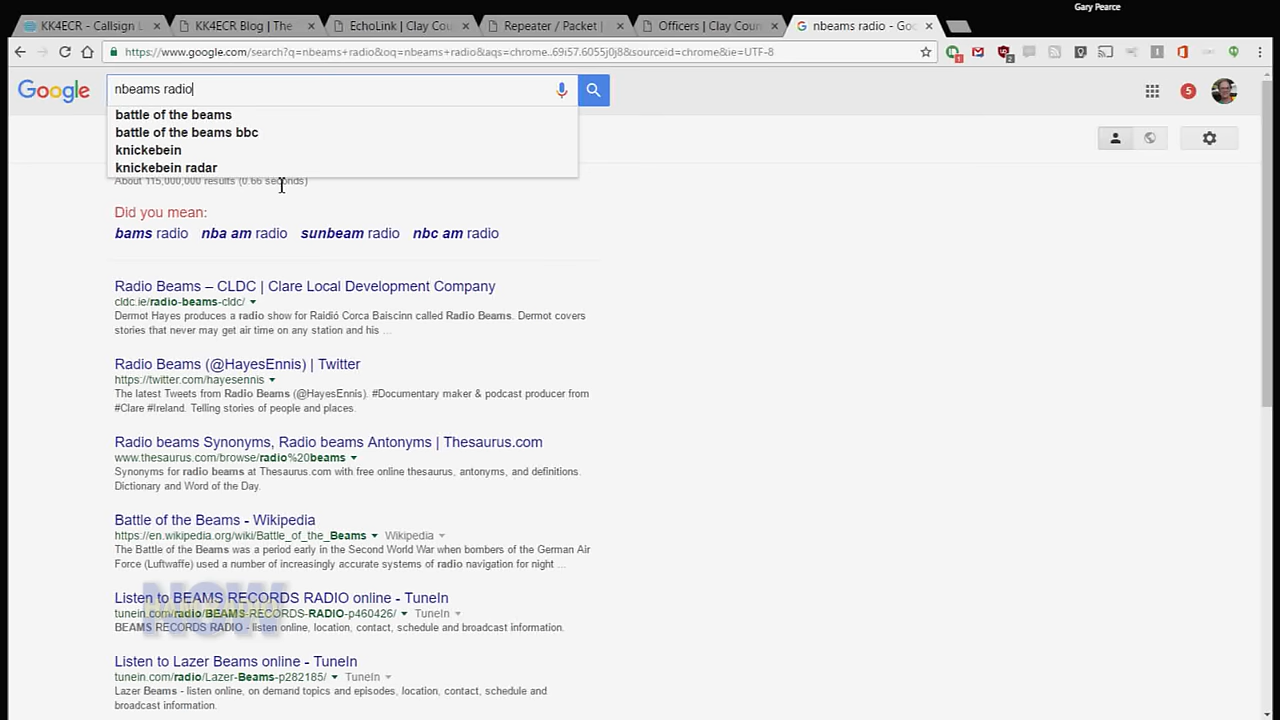 Gary Pearce
KK4ECR - Callsign L
KK4ECR Blog | The
EchoLink | Clay Cou
Repeater / Packet |
Officers | Clay Coun
nbeams radio - Goo
https://www.google.com/search?q=nbeams+radio&oq=nbeams+radio&aqs=chrome..69i57.6055j0j8&sourceid=chrome&ie=UTF-8
Google
nbeams radio
5
battle of the beams
battle of the beams bbc
knickebein
knickebein radar
About 115,000,000 results (0.66 seconds)
Did you mean:
bams radio nba am radio sunbeam radio nbc am radio
Radio Beams – CLDC | Clare Local Development Company
cldc.ie/radio-beams-cldc/
Dermot Hayes produces a radio show for Raidió Corca Baiscinn called Radio Beams. Dermot covers
stories that never may get air time on any station and his ...
Radio Beams (@HayesEnnis) | Twitter
https://twitter.com/hayesennis
The latest Tweets from Radio Beams (@HayesEnnis). #Documentary maker & podcast producer from
#Clare #Ireland. Telling stories of people and places.
Radio beams Synonyms, Radio beams Antonyms | Thesaurus.com
www.thesaurus.com/browse/radio%20beams
Synonyms for radio beams at Thesaurus.com with free online thesaurus, antonyms, and definitions.
Dictionary and Word of the Day.
Battle of the Beams - Wikipedia
https://en.wikipedia.org/wiki/Battle_of_the_Beams Wikipedia
The Battle of the Beams was a period early in the Second World War when bombers of the German Air
Force (Luftwaffe) used a number of increasingly accurate systems of radio navigation for night ...
Listen to BEAMS RECORDS RADIO online - TuneIn
tunein.com/radio/BEAMS-RECORDS-RADIO-p460426/ TuneIn
BEAMS RECORDS RADIO - listen online, location, contact, schedule and broadcast information.
NOW
Listen to Lazer Beams online - TuneIn
tunein.com/radio/Lazer-Beams-p282185/ TuneIn
Lazer Beams - listen online, on demand topics and episodes, location, contact, schedule and
broadcast information.